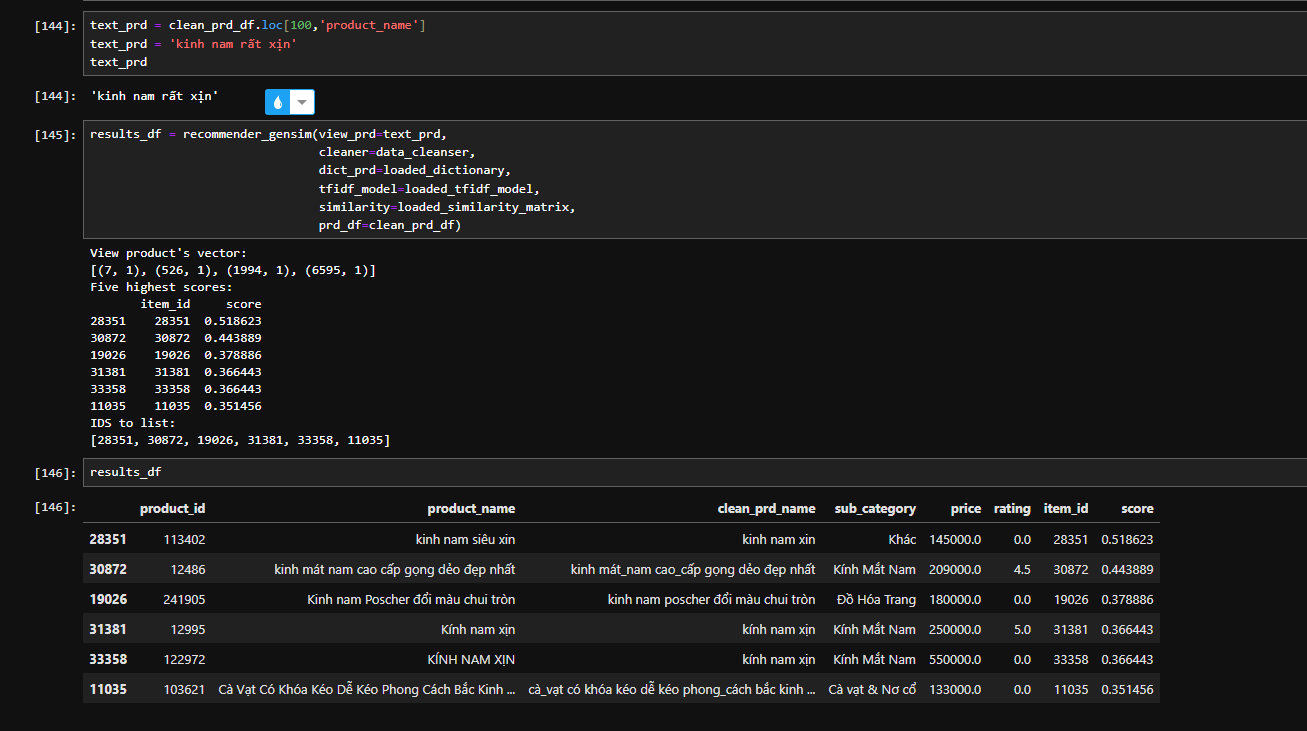 [144]: text_prd = clean_prd_df.loc[100,'product_name']
text_prd = 'kinh nam rất xịn'
text_prd
[144]: 'kinh nam rất xịn'
[145]: results_df = recommender_gensim(view_prd=text_prd,
cleaner=data_cleanser,
dict_prd=loaded_dictionary,
tfidf_model=loaded_tfidf_model,
similarity=loaded_similarity_matrix,
prd_df=clean_prd_df)
View product's vector:
[(7, 1), (526, 1), (1994, 1), (6595, 1)]
Five highest scores:
item_id score
28351 28351 0.518623
30872 30872 0.443889
19026 19026 0.378886
31381 31381 0.366443
33358 33358 0.366443
11035 11035 0.351456
IDS to list:
[28351, 30872, 19026, 31381, 33358, 11035]
[146]: results_df
[146]: product_id product_name clean_prd_name sub_category price rating item_id score
28351 113402 kinh nam siêu xin kinh nam xin Khác 145000.0 0.0 28351 0.518623
30872 12486 kinh mát nam cao cấp gọng dẻo đẹp nhất kinh mát_nam cao_cấp gọng dẻo đẹp nhất Kính Mắt Nam 209000.0 4.5 30872 0.443889
19026 241905 Kinh nam Poscher đổi màu chui tròn kinh nam poscher đổi màu chui tròn Đồ Hóa Trang 180000.0 0.0 19026 0.378886
31381 12995 Kính nam xịn kính nam xịn Kính Mắt Nam 250000.0 5.0 31381 0.366443
33358 122972 KÍNH NAM XỊN kính nam xịn Kính Mắt Nam 550000.0 0.0 33358 0.366443
11035 103621 Cà Vạt Có Khóa Kéo Dễ Kéo Phong Cách Bắc Kinh ... cà_vạt có khóa kéo dễ kéo phong_cách bắc kinh ... Cà vạt & Nơ cổ 133000.0 0.0 11035 0.351456